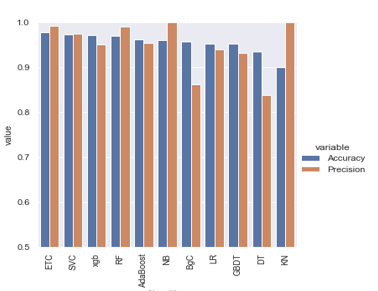 1.0
0.9
0.8
0.7
0.6
0.5
value
ETC
SVC
xgb
RF
AdaBoost
NB
BgC
LR
GBDT
DT
KN
variable
Accuracy
Precision